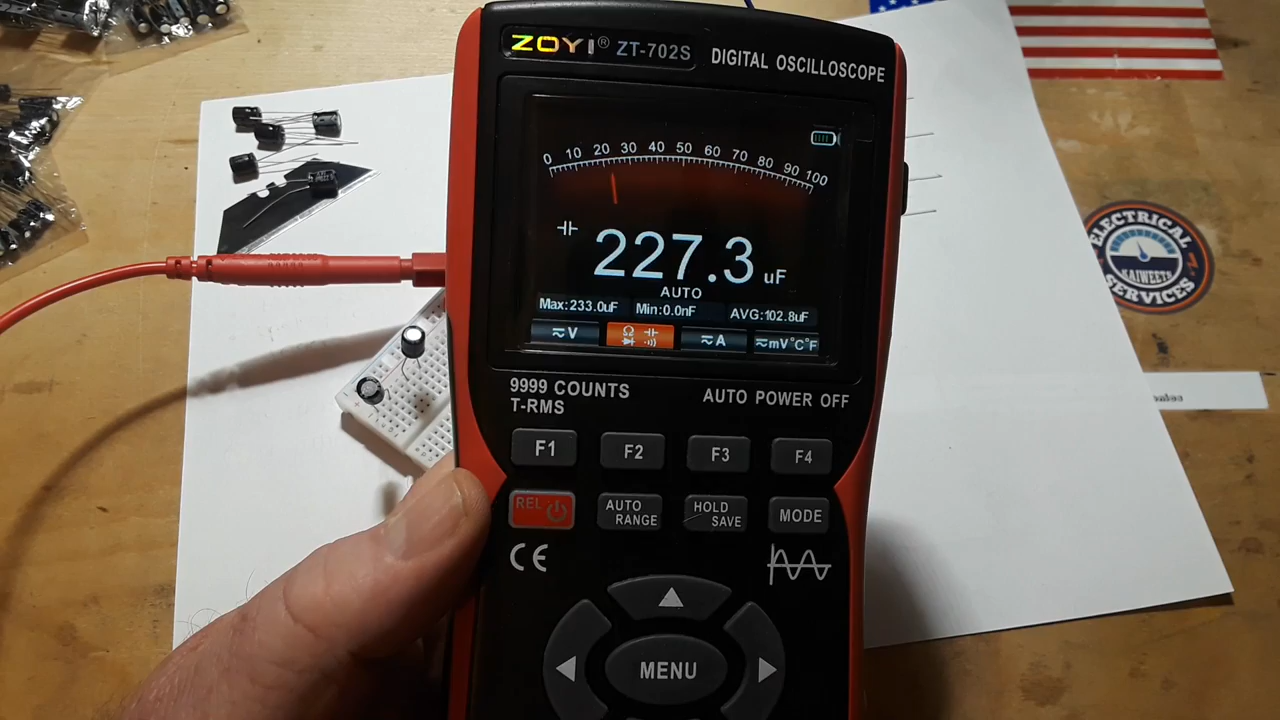 ZOYI® ZT-702S DIGITAL OSCILLOSCOPE
0 10 20 30 40 50 60 70 80 90 100
227.3 uF
AUTO
Max:233.0uF Min:0.0nF AVG:102.8uF
≂V Ω ≂A ≂mV°C°F
9999 COUNTS
T-RMS
AUTO POWER OFF
F1 F2 F3 F4
REL
AUTO RANGE
HOLD SAVE
MODE
CE
MENU
ELECTRICAL
KAIWEETS
SERVICES